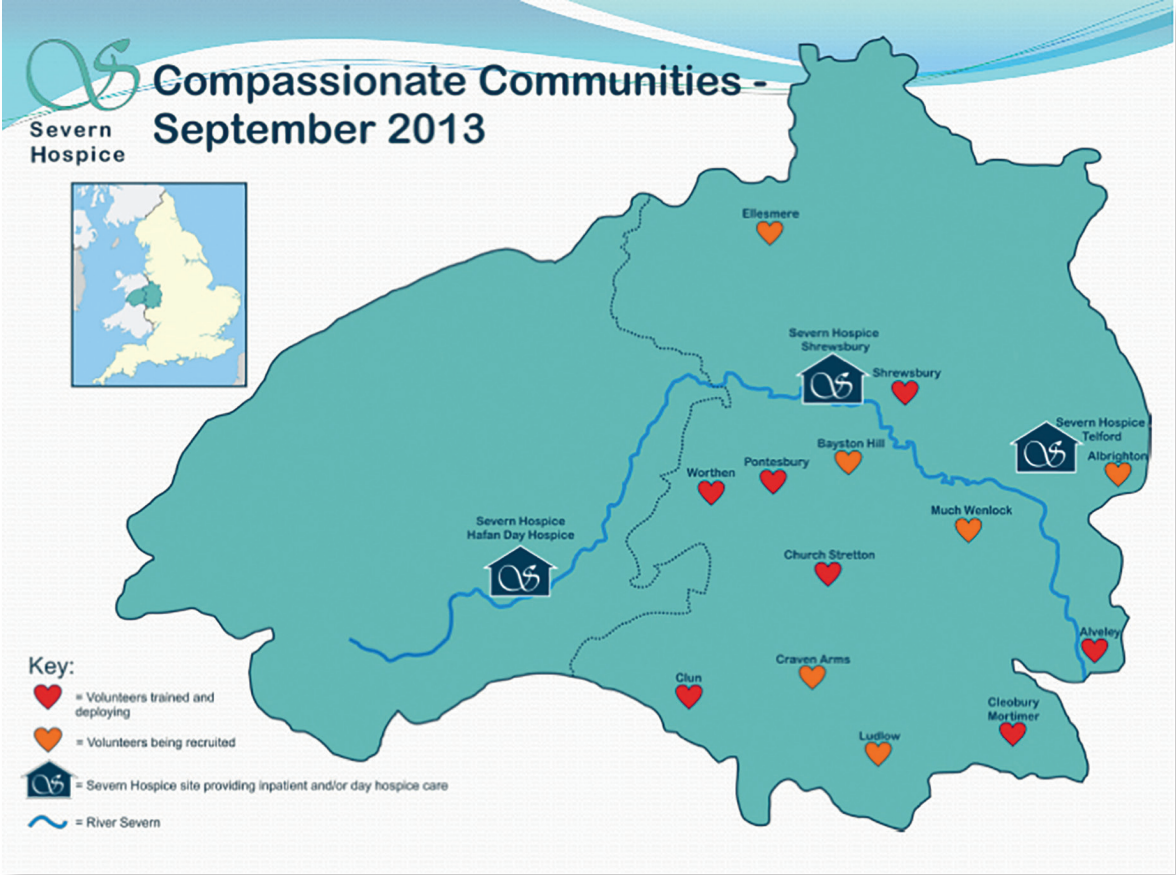 Compassionate Communities -
September 2013
Severn
Hospice
Ellesmere
Severn Hospice
Shrewsbury
Shrewsbury
Severn Hospice
Telford
Albrighton
Bayston Hill
Pontesbury
Worthen
Much Wenlock
Severn Hospice
Hafan Day Hospice
Church Stretton
Alveley
Craven Arms
Clun
Cleobury
Mortimer
Ludlow
Key:
= Volunteers trained and
deploying
= Volunteers being recruited
= Severn Hospice site providing inpatient and/or day hospice care
= River Severn